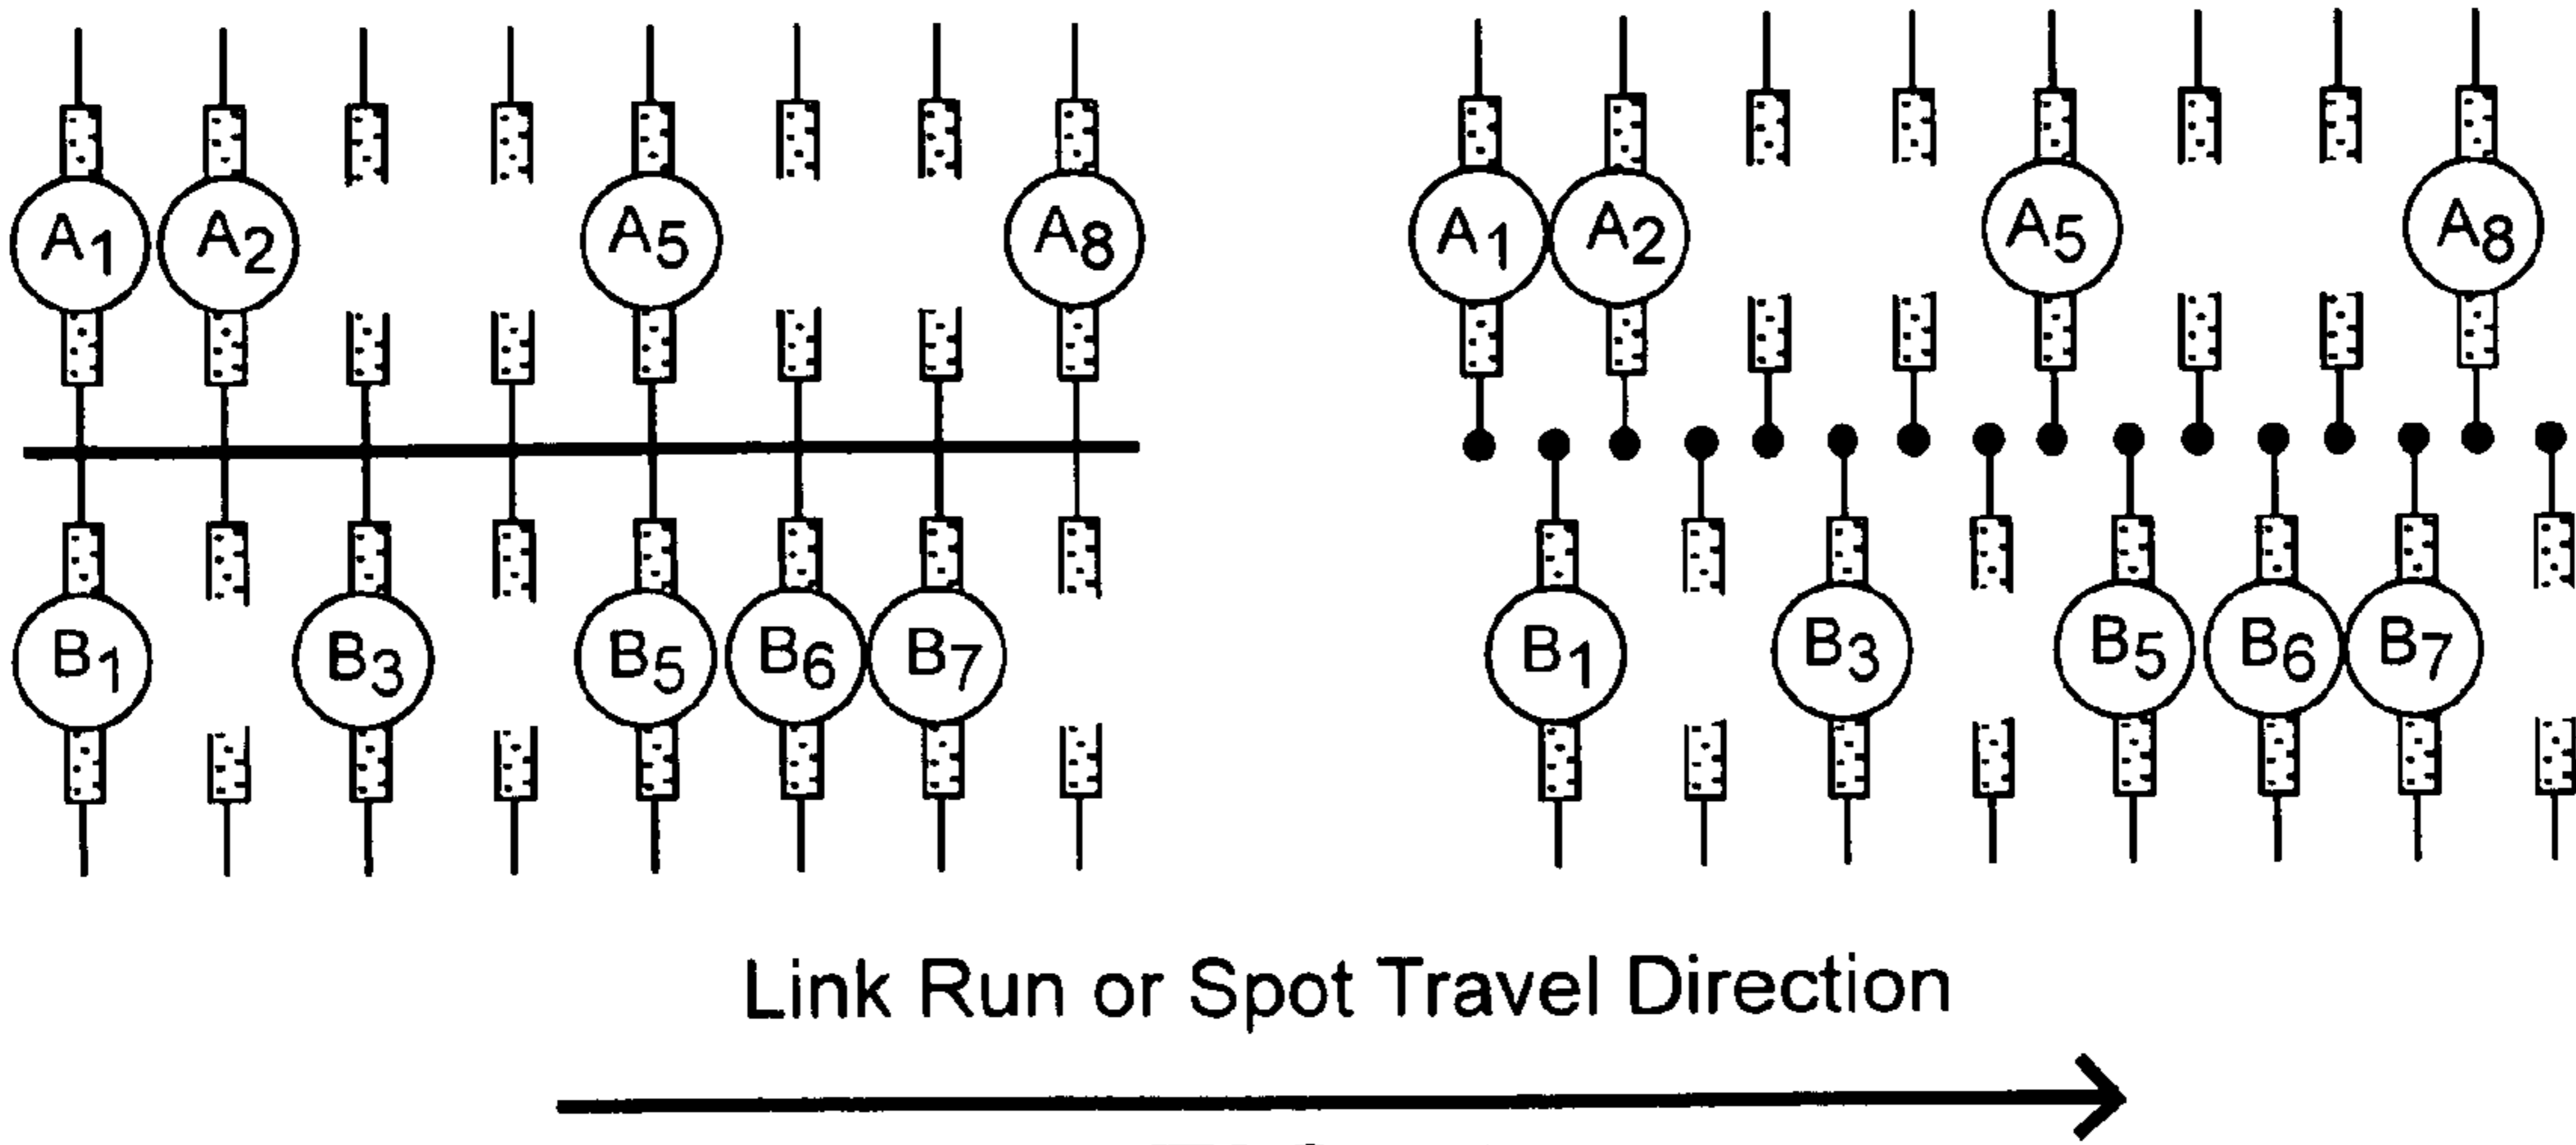 A1 A2 A5 A8 A1 A2 A5 A8
B1 B3 B5 B6 B7 B1 B3 B5 B6 B7
Link Run or Spot Travel Direction